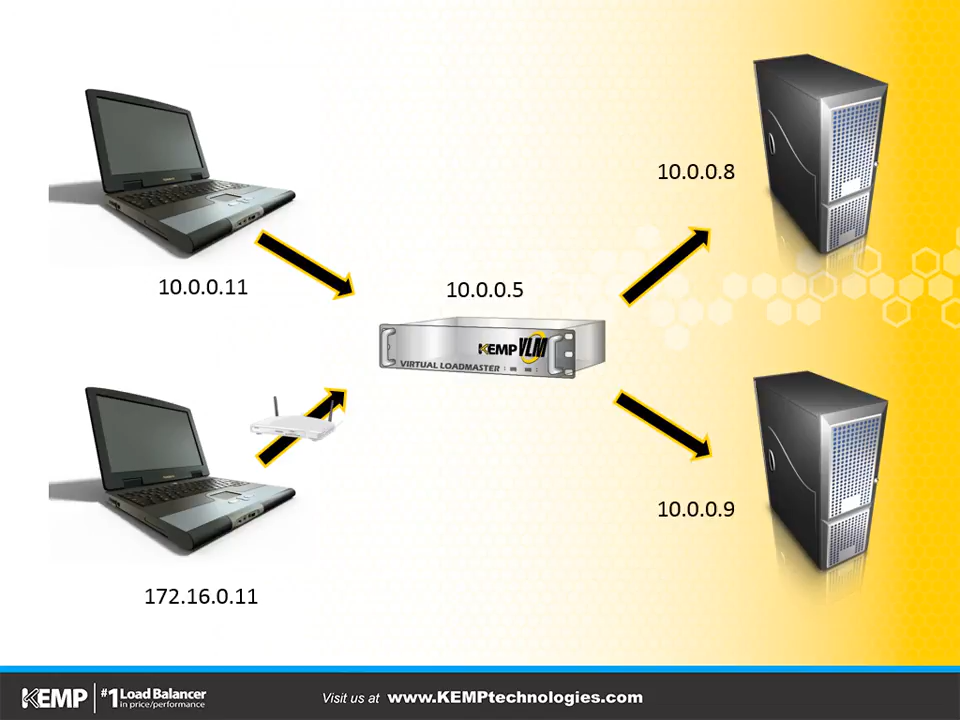 10.0.0.8
10.0.0.11
10.0.0.5
KEMP VLM
VIRTUAL LOADMASTER
10.0.0.9
172.16.0.11
KEMP
#1 Load Balancer
in price/performance
Visit us at www.KEMPtechnologies.com